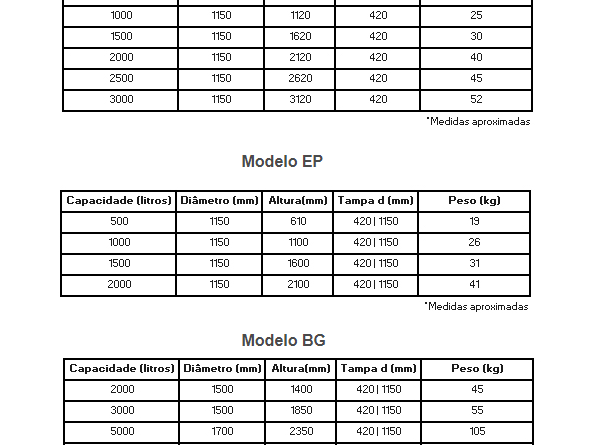 1000 1150 1120 420 25
1500 1150 1620 420 30
2000 1150 2120 420 40
2500 1150 2620 420 45
3000 1150 3120 420 52
*Medidas aproximadas
Modelo EP
Capacidade (litros) Diâmetro (mm) Altura(mm) Tampa d (mm) Peso (kg)
500 1150 610 420 | 1150 19
1000 1150 1100 420 | 1150 26
1500 1150 1600 420 | 1150 31
2000 1150 2100 420 | 1150 41
*Medidas aproximadas
Modelo BG
Capacidade (litros) Diâmetro (mm) Altura(mm) Tampa d (mm) Peso (kg)
2000 1500 1400 420 | 1150 45
3000 1500 1850 420 | 1150 55
5000 1700 2350 420 | 1150 105